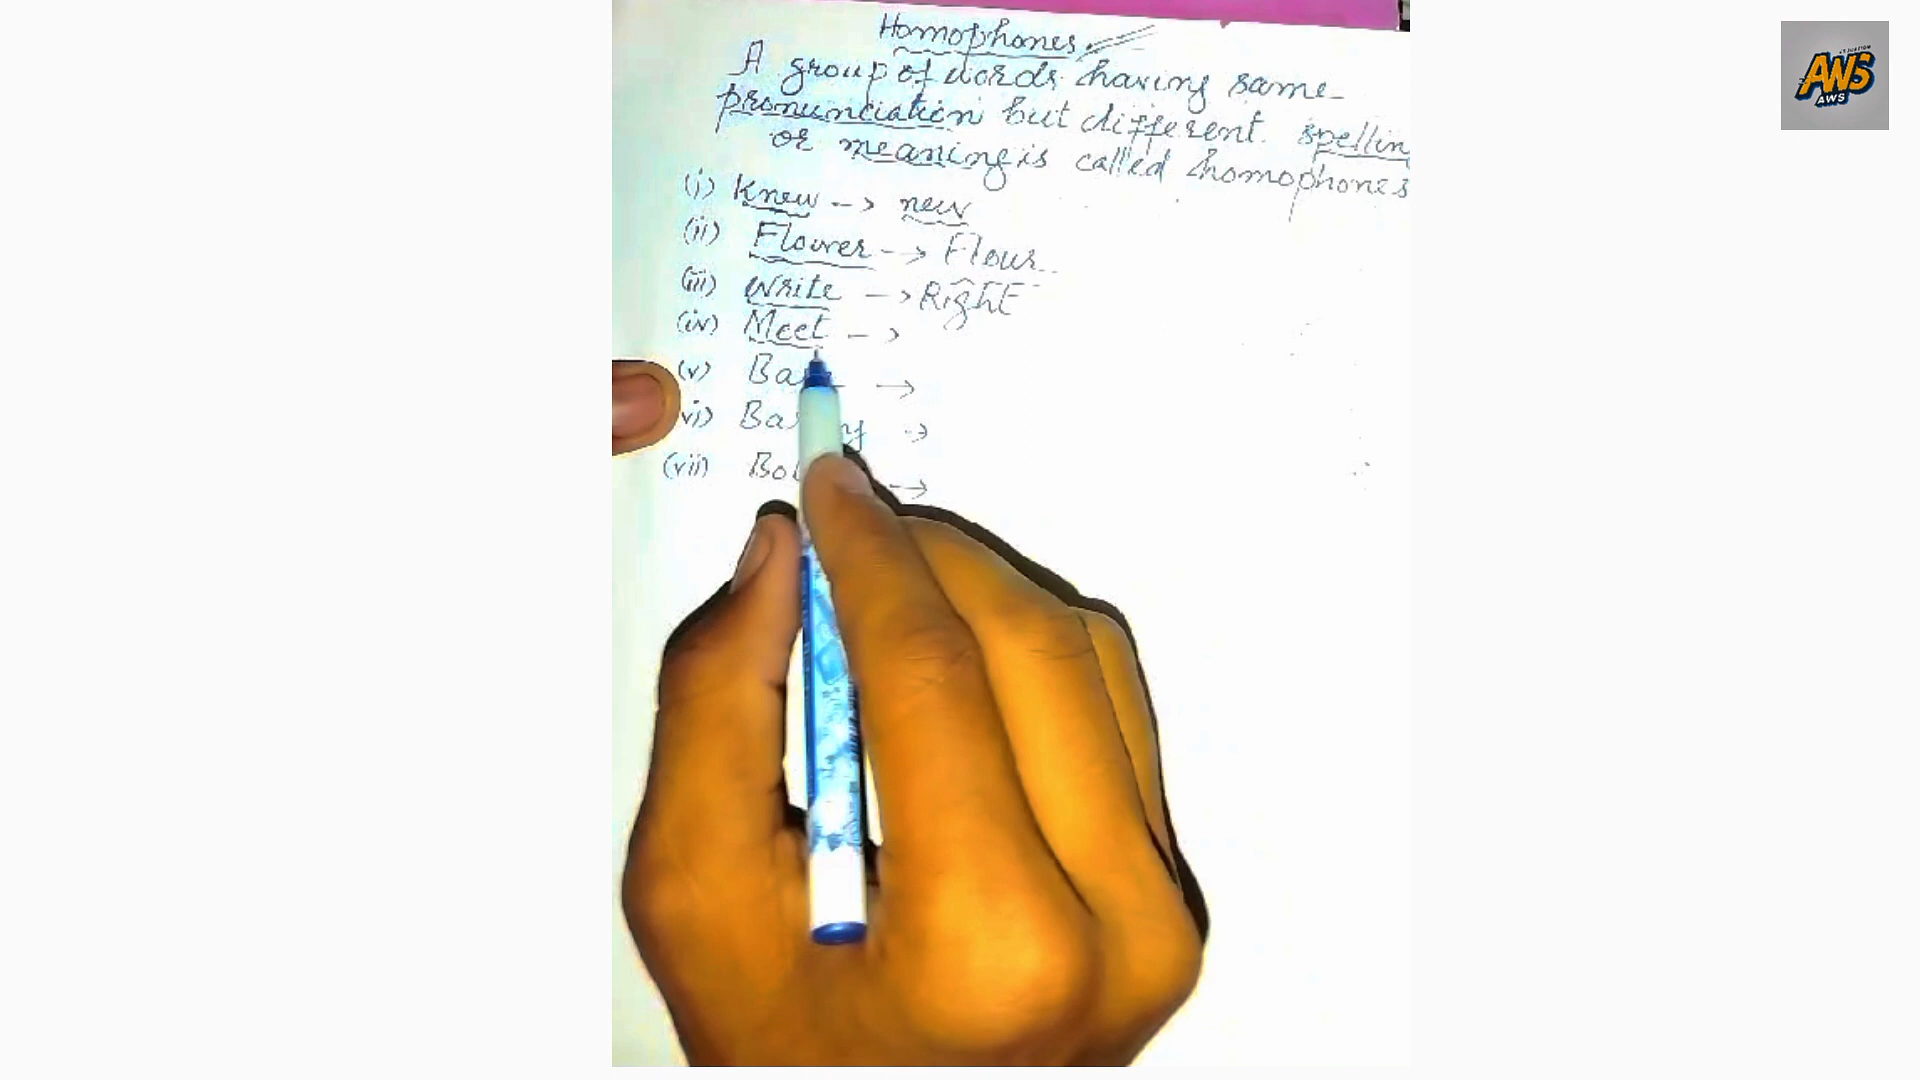 Homophones
A group of words having same
pronunciation but different spellin
or meaning is called homophones
(i) Knew --> new
(ii) Flower --> Flour
(iii) Write --> Right
(iv) Meet -->
(v) →
(vi) →
(vii) →
AWS
AWS